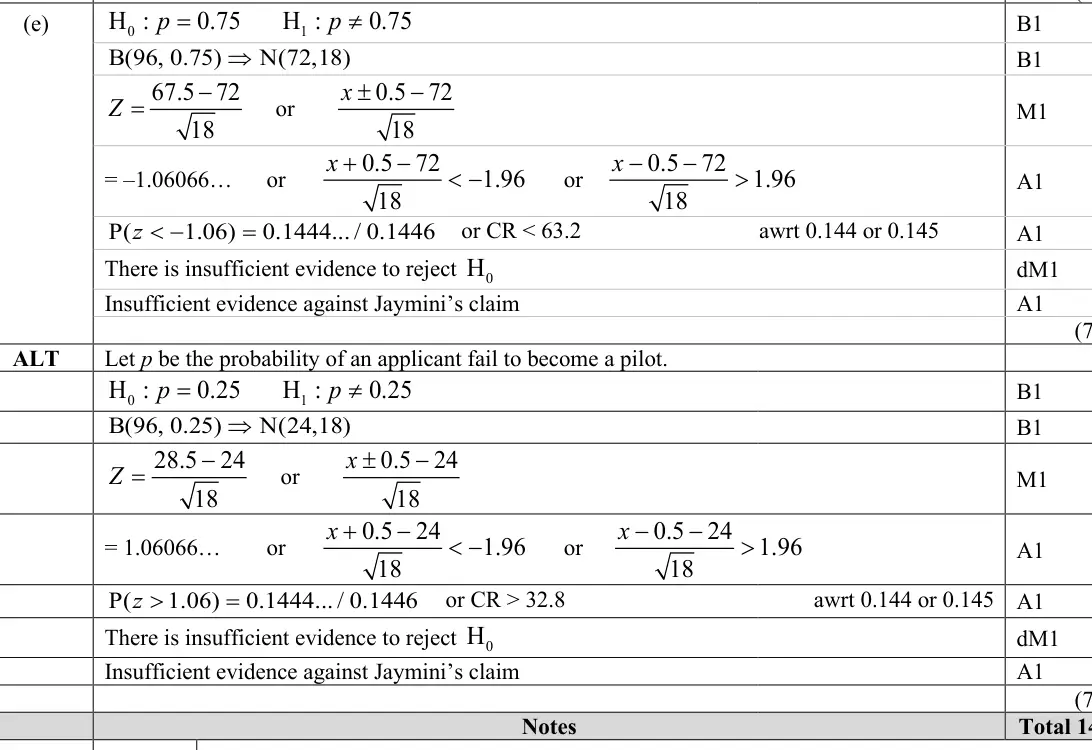 (e) H₀ : p = 0.75 H₁ : p ≠ 0.75 B1
B(96, 0.75) ⇒ N(72,18) B1
Z = (67.5 − 72)/√18 or (x ± 0.5 − 72)/√18 M1
= –1.06066… or (x + 0.5 − 72)/√18 < −1.96 or (x − 0.5 − 72)/√18 > 1.96 A1
P(z < −1.06) = 0.1444... / 0.1446 or CR < 63.2 awrt 0.144 or 0.145 A1
There is insufficient evidence to reject H₀ dM1
Insufficient evidence against Jaymini’s claim A1
(7
ALT Let p be the probability of an applicant fail to become a pilot.
H₀ : p = 0.25 H₁ : p ≠ 0.25 B1
B(96, 0.25) ⇒ N(24,18) B1
Z = (28.5 − 24)/√18 or (x ± 0.5 − 24)/√18 M1
= 1.06066… or (x + 0.5 − 24)/√18 < −1.96 or (x − 0.5 − 24)/√18 > 1.96 A1
P(z > 1.06) = 0.1444... / 0.1446 or CR > 32.8 awrt 0.144 or 0.145 A1
There is insufficient evidence to reject H₀ dM1
Insufficient evidence against Jaymini’s claim A1
(7
Notes Total 14